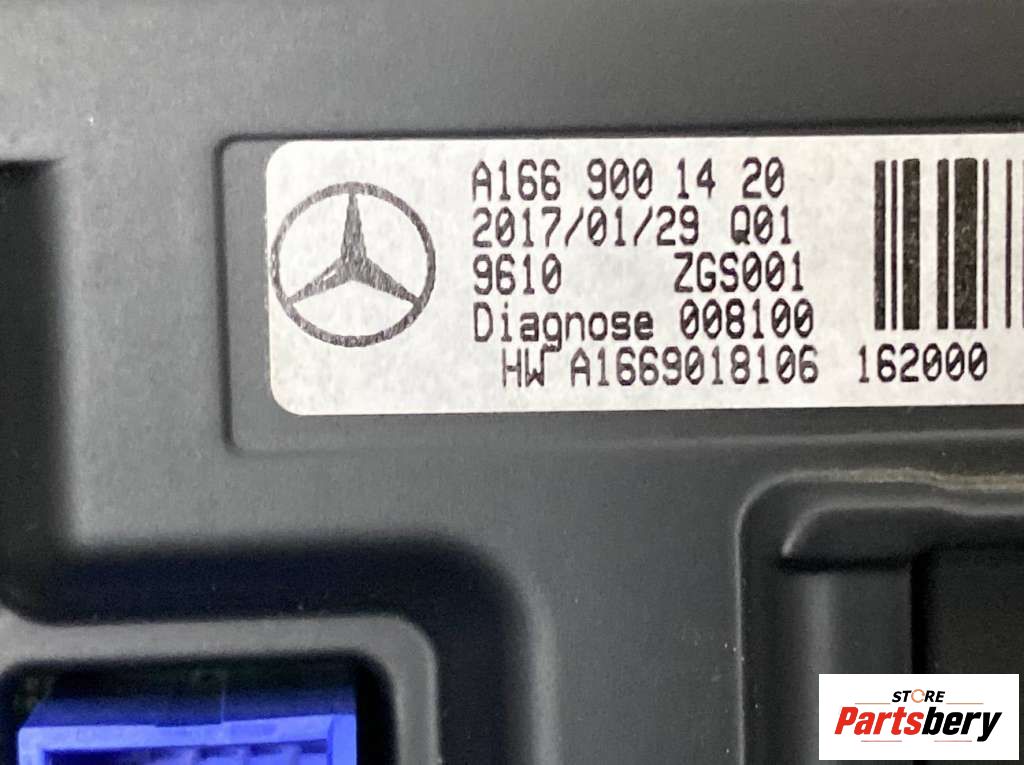 A166 900 14 20
2017/01/29 Q01
9610 ZGS001
Diagnose 008100
HW A1669018106 162000
STORE
Partsbery